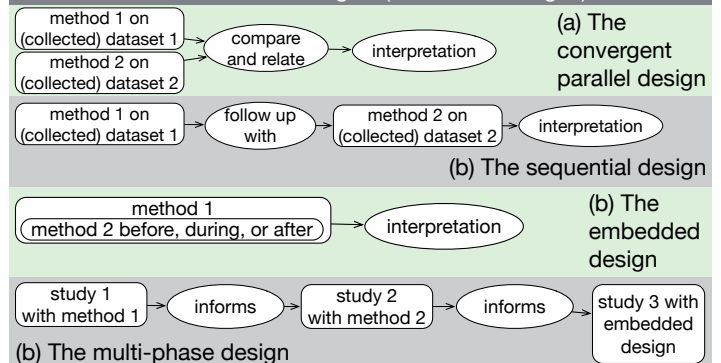 method 1 on
(collected) dataset 1
method 2 on
(collected) dataset 2
compare
and relate
interpretation
(a) The
convergent
parallel design
method 1 on
(collected) dataset 1
follow up
with
method 2 on
(collected) dataset 2
interpretation
(b) The sequential design
method 1
method 2 before, during, or after
interpretation
(b) The
embedded
design
study 1
with method 1
informs
study 2
with method 2
informs
study 3 with
embedded
design
(b) The multi-phase design